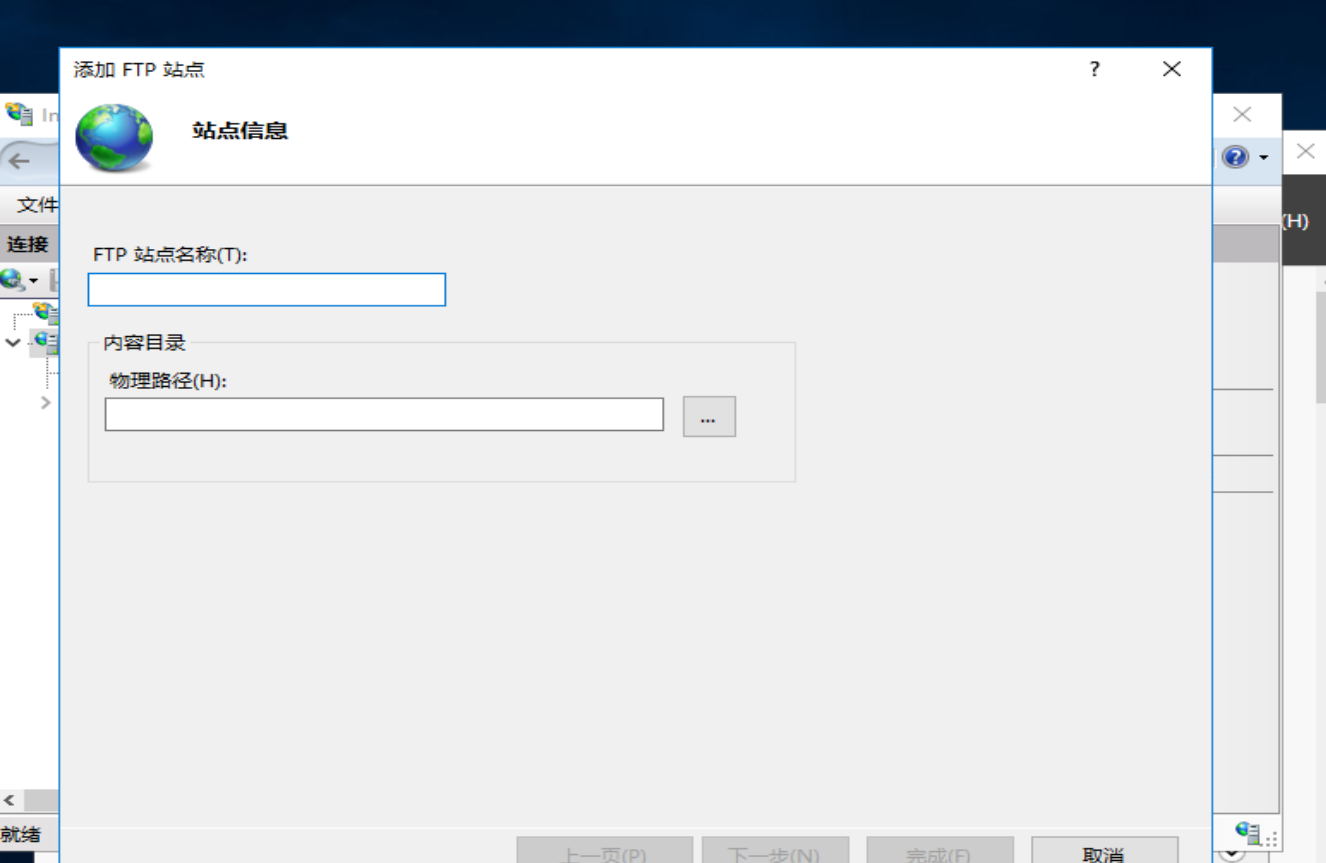 添加 FTP 站点
?
站点信息
文件
(H)
连接
FTP 站点名称(T):
内容目录
物理路径(H):
...
就绪
上一页(P)
下一步(N)
完成(F)
取消